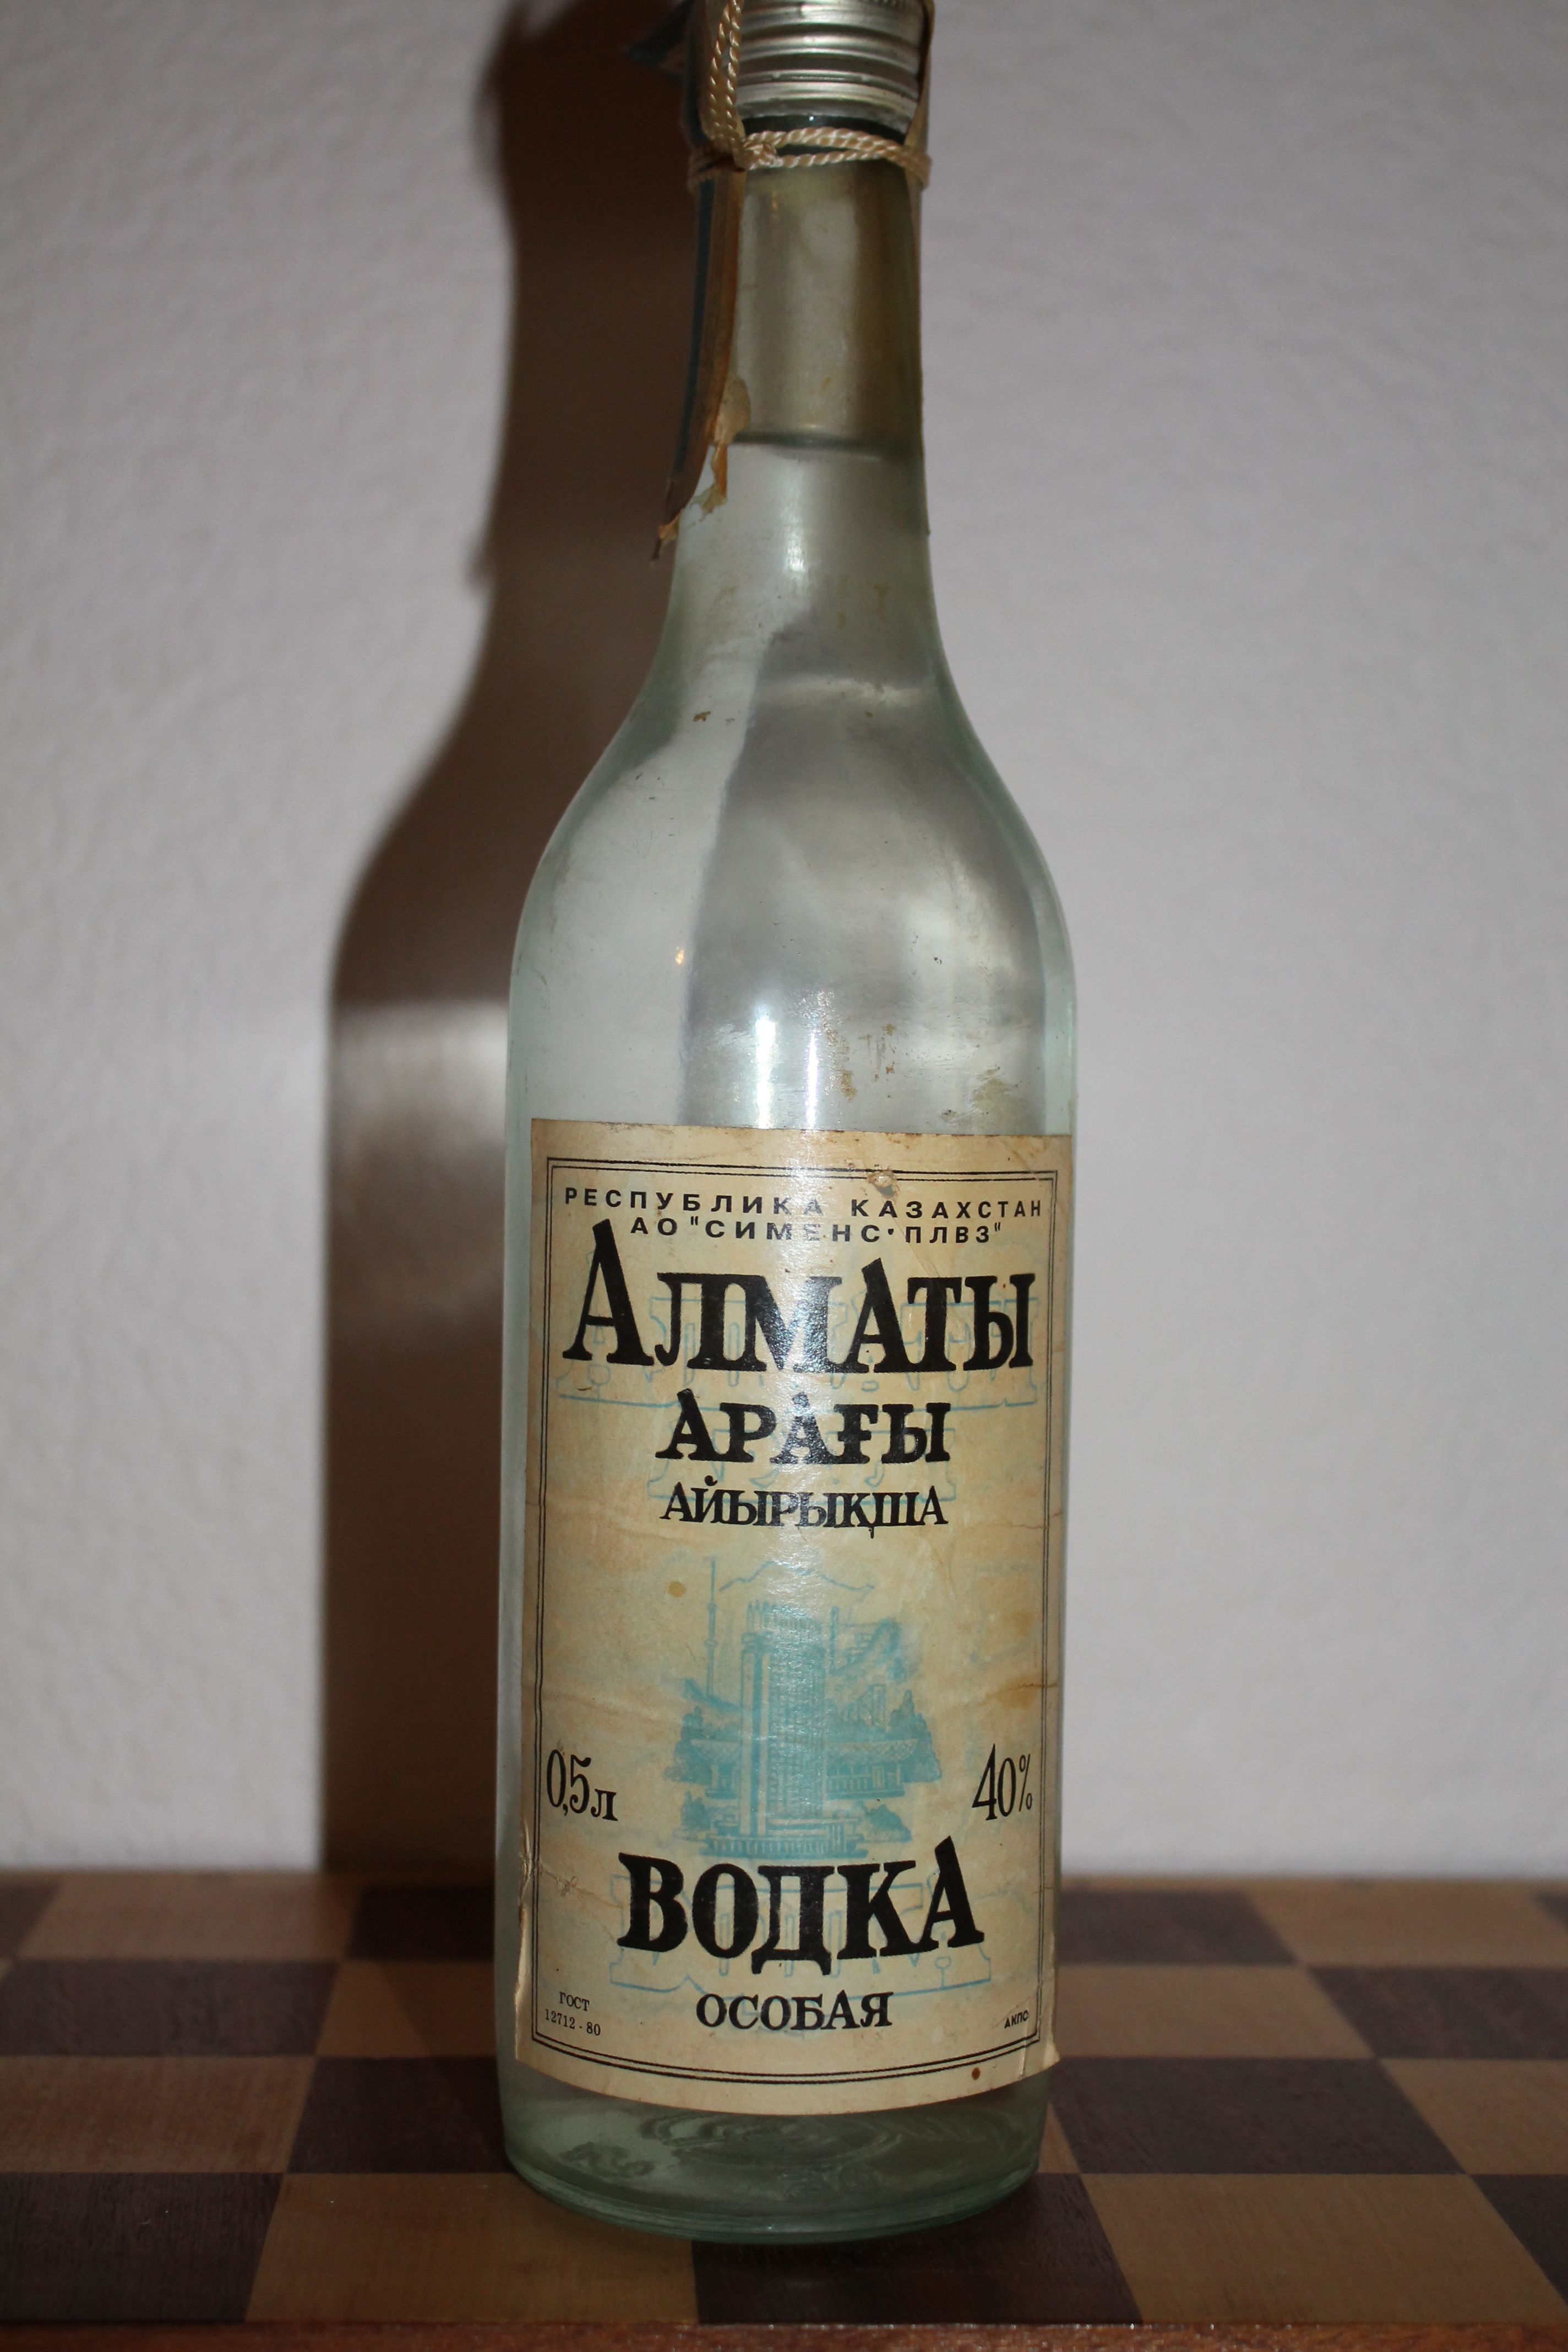 РЕСПУБЛИКА КАЗАХСТАН
АО "СИМЕНС·ПЛВЗ"
АЛМАТЫ
АРАҒЫ
АЙЫРЫҚША
0,5л
40%
ВОДКА
ОСОБАЯ
ГОСТ
12712-80
АКПО